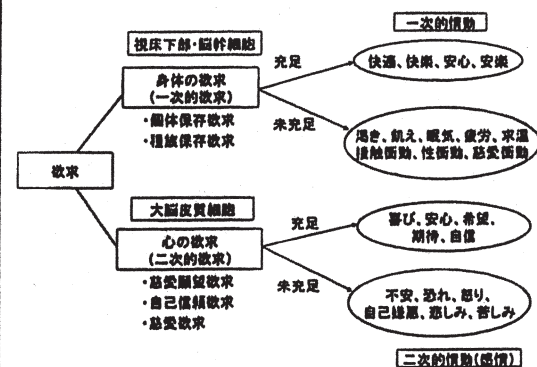 一次的情動
視床下部・脳幹細胞
充足
快適、快楽、安心、安楽
身体の欲求
(一次的欲求)
・個体保存欲求
・種族保存欲求
未充足
渇き、飢え、眠気、疲労、求温
接触衝動、性衝動、慈愛衝動
欲求
大脳皮質細胞
充足
喜び、安心、希望、
期待、自信
心の欲求
(二次的欲求)
・慈愛願望欲求
・自己信頼欲求
・慈愛欲求
未充足
不安、恐れ、怒り、
自己嫌悪、悲しみ、苦しみ
二次的情動(感情)